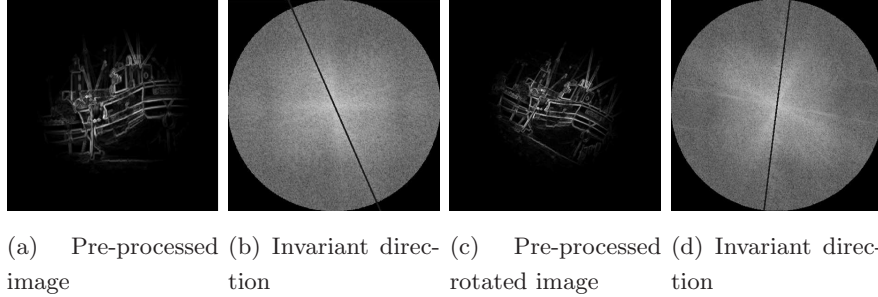 (a) Pre-processed image
(b) Invariant direc-
tion
(c) Pre-processed rotated image
(d) Invariant direc-
tion